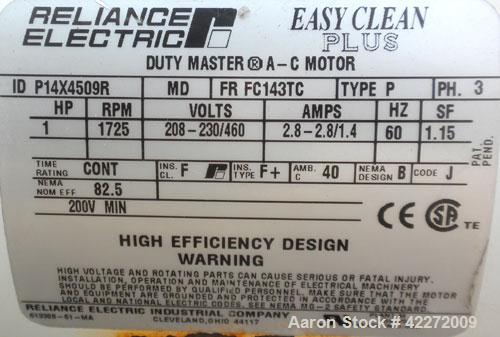 RELIANCE ELECTRIC
EASY CLEAN PLUS
DUTY MASTER® A-C MOTOR
ID P14X4509R MD FR FC143TC TYPE P PH. 3
HP RPM VOLTS AMPS HZ SF
1 1725 208-230/460 2.8-2.8/1.4 60 1.15
TIME RATING CONT INS. CL. F INS. TYPE F+ AMB. C 40 NEMA DESIGN B CODE J
NEMA NOM EFF 82.5
PAT. PEND.
200V MIN
CE SA TE
HIGH EFFICIENCY DESIGN
WARNING
HIGH VOLTAGE AND ROTATING PARTS CAN CAUSE SERIOUS OR FATAL INJURY.
INSTALLATION, OPERATION AND MAINTENANCE OF ELECTRICAL MACHINERY
SHOULD BE PERFORMED BY QUALIFIED PERSONNEL. MAKE SURE THAT THE MOTOR
AND EQUIPMENT ARE GROUNDED AND PROTECTED IN ACCORDANCE WITH THE
LOCAL AND NATIONAL ELECTRIC CODES. SEE NEMA MG-2 SAFETY STANDARD.
RELIANCE ELECTRIC INDUSTRIAL COMPANY
CLEVELAND, OHIO 44117
Aaron Stock # 42272009